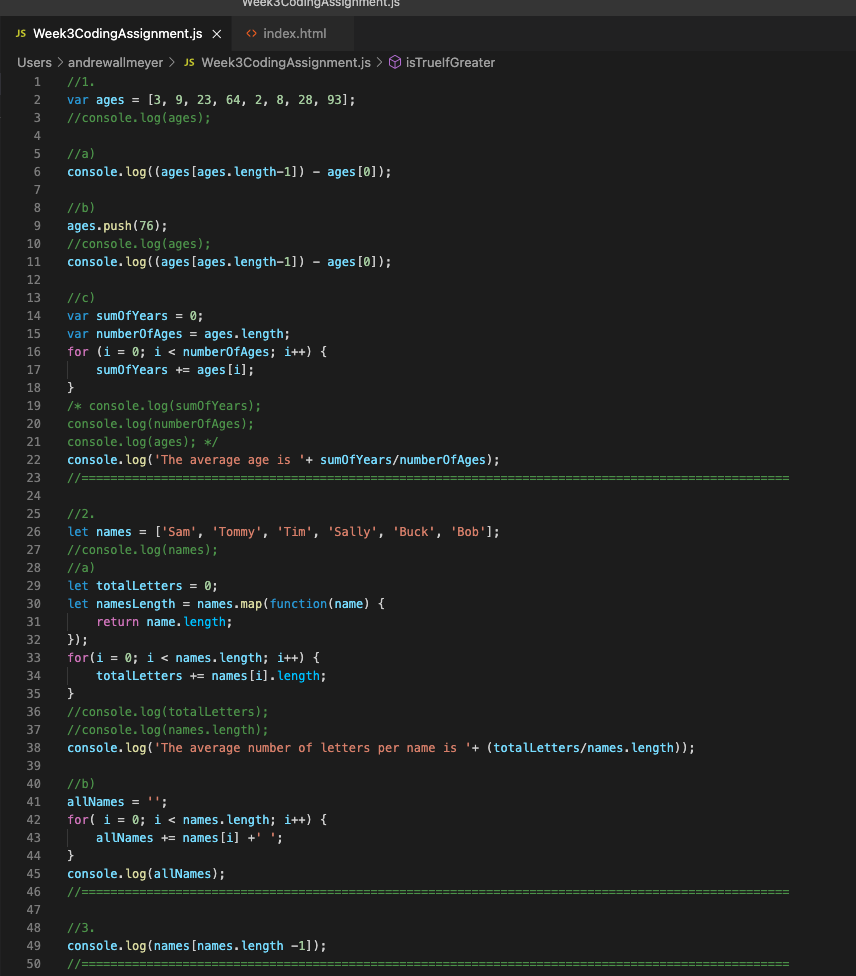 Week3CodingAssignment.js
JS Week3CodingAssignment.js × <> index.html
Users > andrewallmeyer > JS Week3CodingAssignment.js > isTrueIfGreater
1 //1.
2 var ages = [3, 9, 23, 64, 2, 8, 28, 93];
3 //console.log(ages);
4
5 //a)
6 console.log((ages[ages.length-1]) - ages[0]);
7
8 //b)
9 ages.push(76);
10 //console.log(ages);
11 console.log((ages[ages.length-1]) - ages[0]);
12
13 //c)
14 var sumOfYears = 0;
15 var numberOfAges = ages.length;
16 for (i = 0; i < numberOfAges; i++) {
17 sumOfYears += ages[i];
18 }
19 /* console.log(sumOfYears);
20 console.log(numberOfAges);
21 console.log(ages); */
22 console.log('The average age is '+ sumOfYears/numberOfAges);
23 //==================================================================================================
24
25 //2.
26 let names = ['Sam', 'Tommy', 'Tim', 'Sally', 'Buck', 'Bob'];
27 //console.log(names);
28 //a)
29 let totalLetters = 0;
30 let namesLength = names.map(function(name) {
31 return name.length;
32 });
33 for(i = 0; i < names.length; i++) {
34 totalLetters += names[i].length;
35 }
36 //console.log(totalLetters);
37 //console.log(names.length);
38 console.log('The average number of letters per name is '+ (totalLetters/names.length));
39
40 //b)
41 allNames = '';
42 for( i = 0; i < names.length; i++) {
43 allNames += names[i] +' ';
44 }
45 console.log(allNames);
46 //==================================================================================================
47
48 //3.
49 console.log(names[names.length -1]);
50 //==================================================================================================